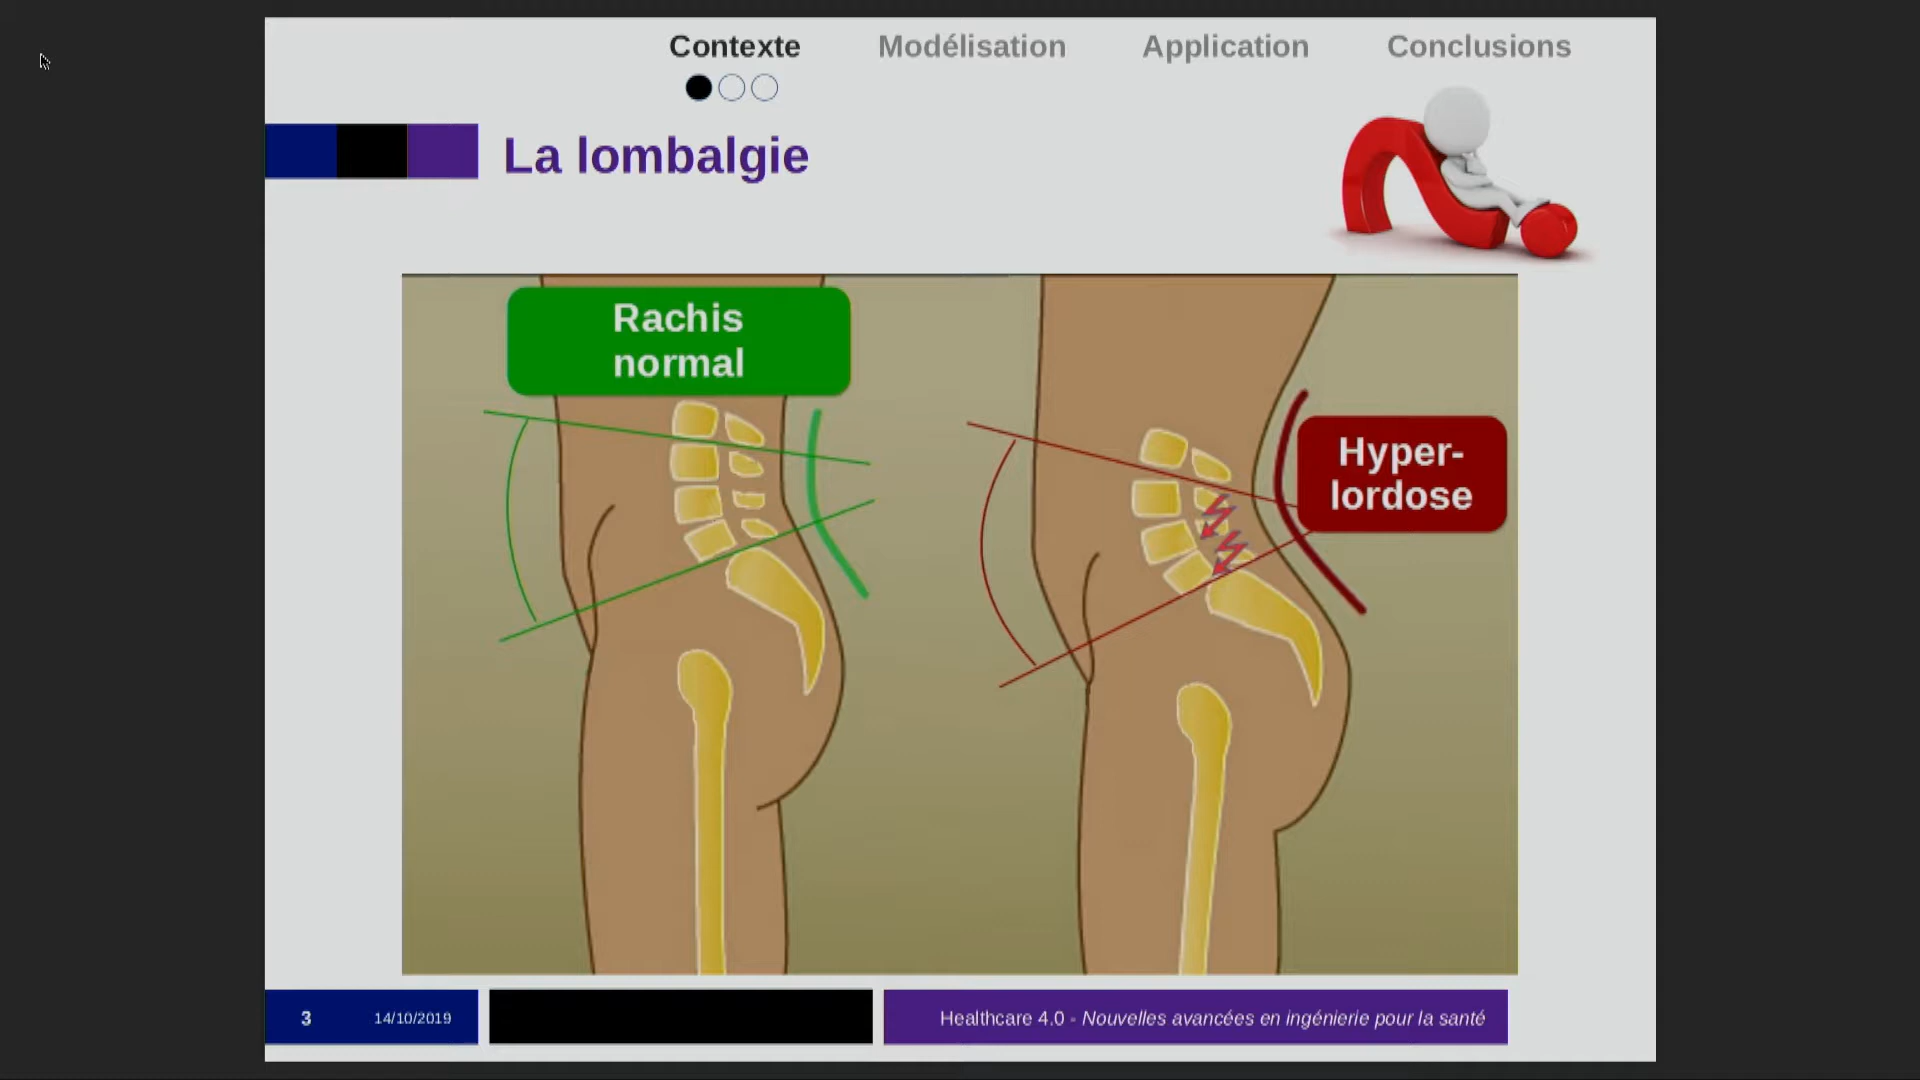 Contexte Modélisation Application Conclusions
La lombalgie
Rachis
normal
Hyper-
lordose
3 14/10/2019 Healthcare 4.0 - Nouvelles avancées en ingénierie pour la santé